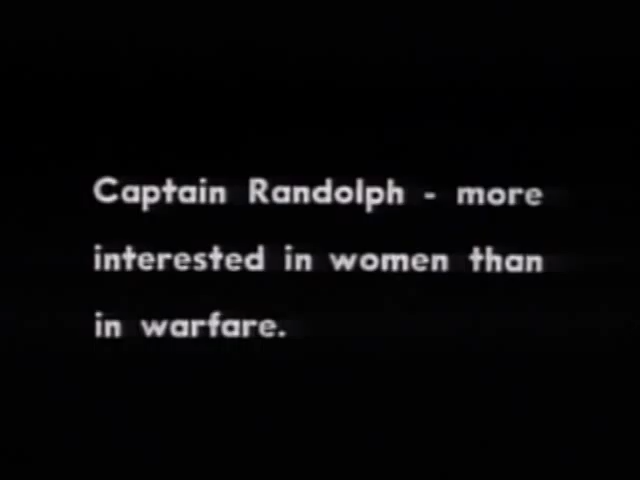 Captain Randolph - more
interested in women than
in warfare.